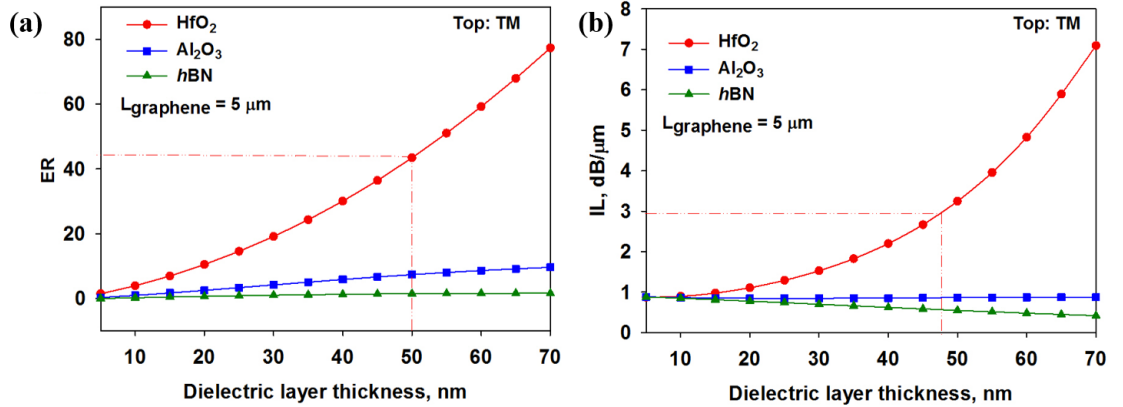 (a)
HfO2
Al2O3
hBN
Lgraphene = 5 μm
Top: TM
80
60
40
20
0
ER
10 20 30 40 50 60 70
Dielectric layer thickness, nm
(b)
HfO2
Al2O3
hBN
Lgraphene = 5 μm
Top: TM
8
7
6
5
4
3
2
1
0
IL, dB/μm
10 20 30 40 50 60 70
Dielectric layer thickness, nm